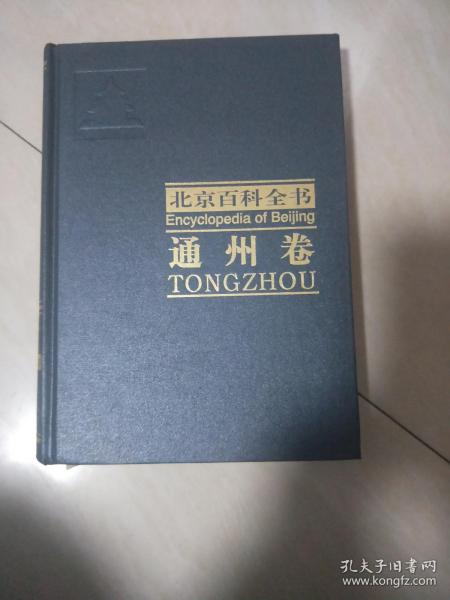 北京百科全书
Encyclopedia of Beijing
通州卷
TONGZHOU
孔夫子旧书网
www.kongfz.com